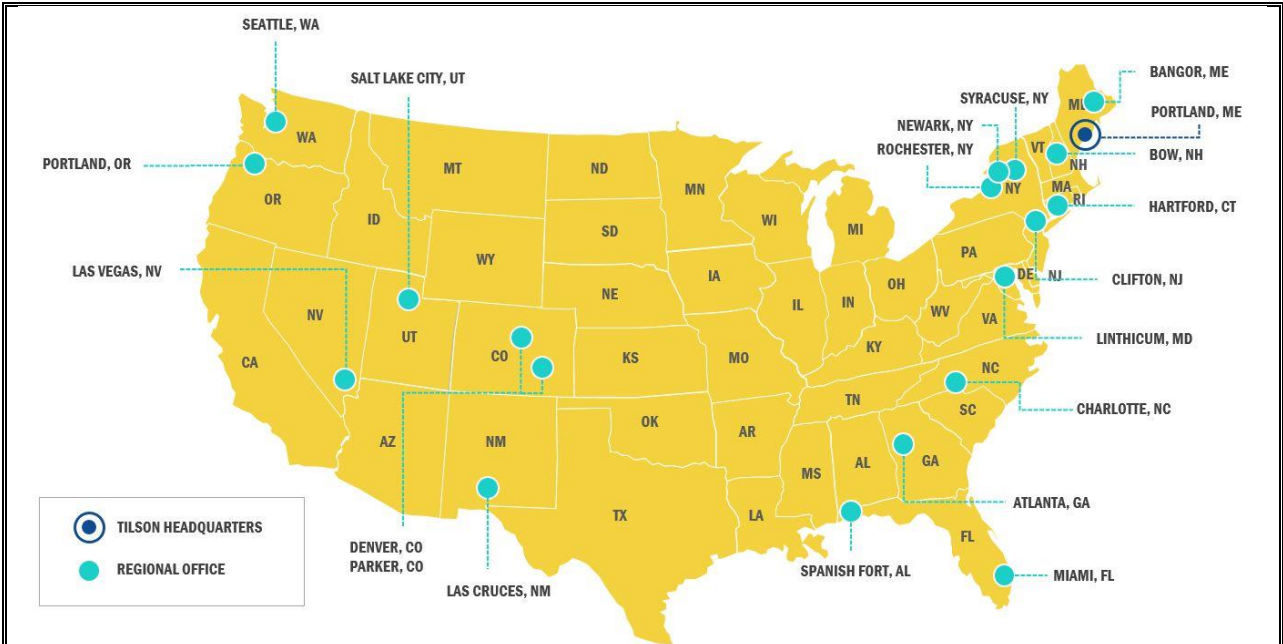 SEATTLE, WA
SALT LAKE CITY, UT
BANGOR, ME
SYRACUSE, NY
PORTLAND, ME
NEWARK, NY
ROCHESTER, NY
PORTLAND, OR
BOW, NH
HARTFORD, CT
LAS VEGAS, NV
CLIFTON, NJ
LINTHICUM, MD
CHARLOTTE, NC
ATLANTA, GA
DENVER, CO
PARKER, CO
LAS CRUCES, NM
SPANISH FORT, AL
MIAMI, FL
WA
OR
CA
ID
NV
MT
WY
UT
AZ
CO
NM
ND
SD
NE
KS
OK
TX
MN
IA
MO
AR
LA
WI
IL
MS
MI
IN
KY
TN
AL
OH
WV
VA
NC
SC
GA
FL
PA
NY
VT
NH
MA
RI
DE
NJ
TILSON HEADQUARTERS
REGIONAL OFFICE